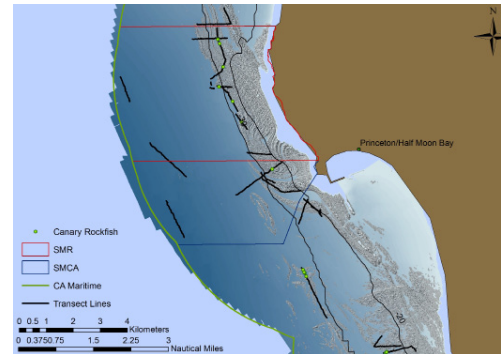 N
Princeton/Half Moon Bay
Canary Rockfish
SMR
SMCA
CA Maritime
Transect Lines
-20
0 0.5 1 2 3 4
Kilometers
0 0.375 0.75 1.5 2.25 3
Nautical Miles